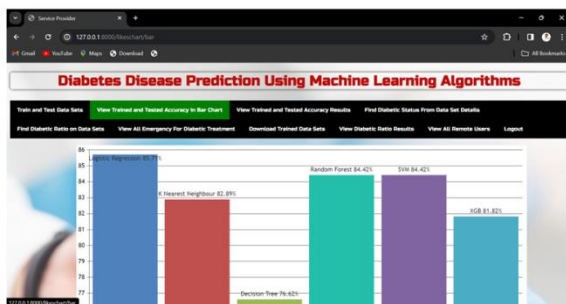 Service Provider
127.0.0.1:8000/likeschart/bar
Gmail YouTube Maps Download
All Bookmarks
Diabetes Disease Prediction Using Machine Learning Algorithms
Train and Test Data Sets View Trained and Tested Accuracy in Bar Chart View Trained and Tested Accuracy Results Find Diabetic Status From Data Set Details
Find Diabetic Ratio on Data Sets View All Emergency For Diabetic Treatment Download Trained Data Sets View Diabetic Ratio Results View All Remote Users Logout
86
Logistic Regression 85.71%
85
Random Forest 84.42% SVM 84.42%
84
83
K Nearest Neighbour 82.89%
82
XGB 81.82%
81
80
79
78
77
Decision Tree 76.62%
127.0.0.1:8000/likeschart/bar